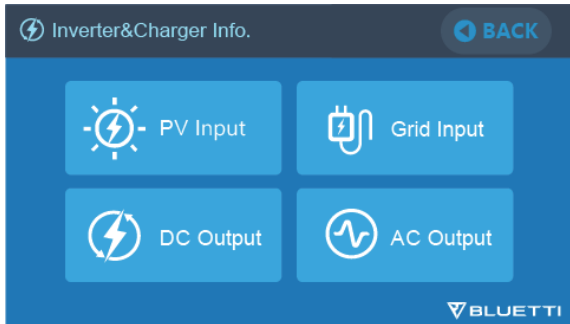 Inverter&Charger Info.
BACK
PV Input
Grid Input
DC Output
AC Output
BLUETTI